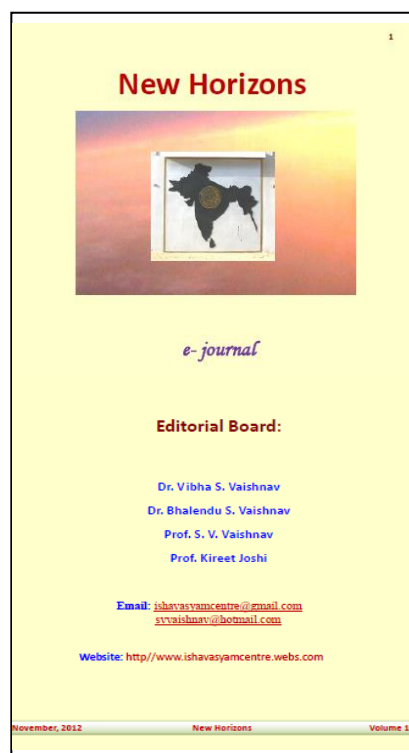 1
New Horizons
e- journal
Editorial Board:
Dr. Vibha S. Vaishnav
Dr. Bhalendu S. Vaishnav
Prof. S. V. Vaishnav
Prof. Kireet Joshi
Email: ishavasyamcentre@gmail.com
svvaishnav@hotmail.com
Website: http//www.ishavasyamcentre.webs.com
November, 2012 New Horizons Volume 1